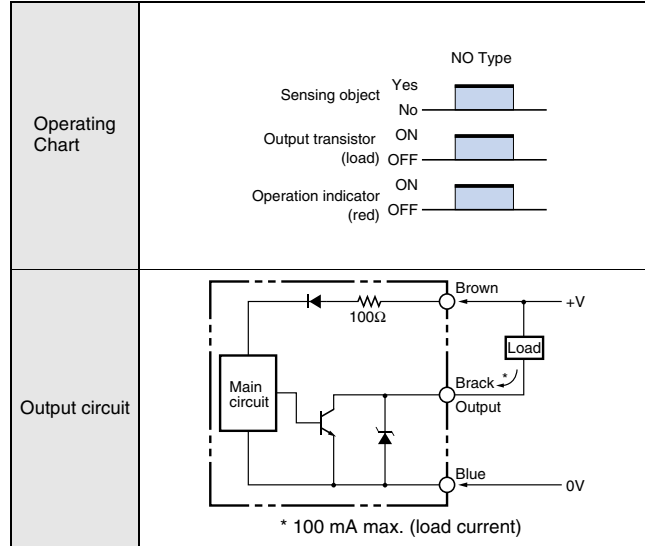 Operating
Chart
NO Type
Sensing object
Yes
No
Output transistor
(load)
ON
OFF
Operation indicator
(red)
ON
OFF
Output circuit
Brown
+V
100Ω
Load
Main
circuit
Brack
*
Output
Blue
0V
* 100 mA max. (load current)